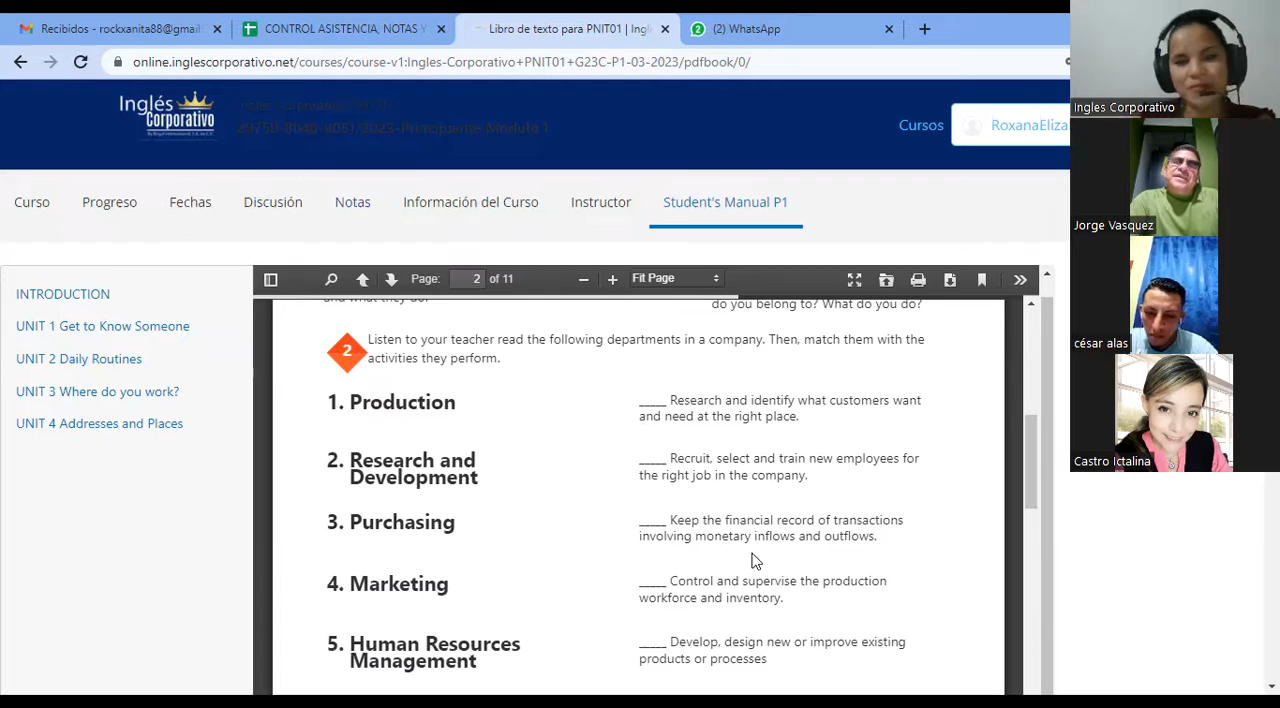 Recibidos - rockxanita88@gmail
CONTROL ASISTENCIA, NOTAS Y
Libro de texto para PNIT01 | Ingl
(2) WhatsApp
online.inglescorporativo.net/courses/course-v1:Ingles-Corporativo+PNIT01+G23C-P1-03-2023/pdfbook/0/
Inglés
Corporativo
Cursos
RoxanaEliza
Curso
Progreso
Fechas
Discusión
Notas
Información del Curso
Instructor
Student's Manual P1
INTRODUCTION
UNIT 1 Get to Know Someone
UNIT 2 Daily Routines
UNIT 3 Where do you work?
UNIT 4 Addresses and Places
Page: 2 of 11
Fit Page
and what they do?
do you belong to? What do you do?
2
Listen to your teacher read the following departments in a company. Then, match them with the
activities they perform.
1. Production
_____ Research and identify what customers want
and need at the right place.
2. Research and
Development
_____ Recruit, select and train new employees for
the right job in the company.
3. Purchasing
_____ Keep the financial record of transactions
involving monetary inflows and outflows.
4. Marketing
_____ Control and supervise the production
workforce and inventory.
5. Human Resources
Management
_____ Develop, design new or improve existing
products or processes
Ingles Corporativo
Jorge Vasquez
césar alas
Castro Ictalina